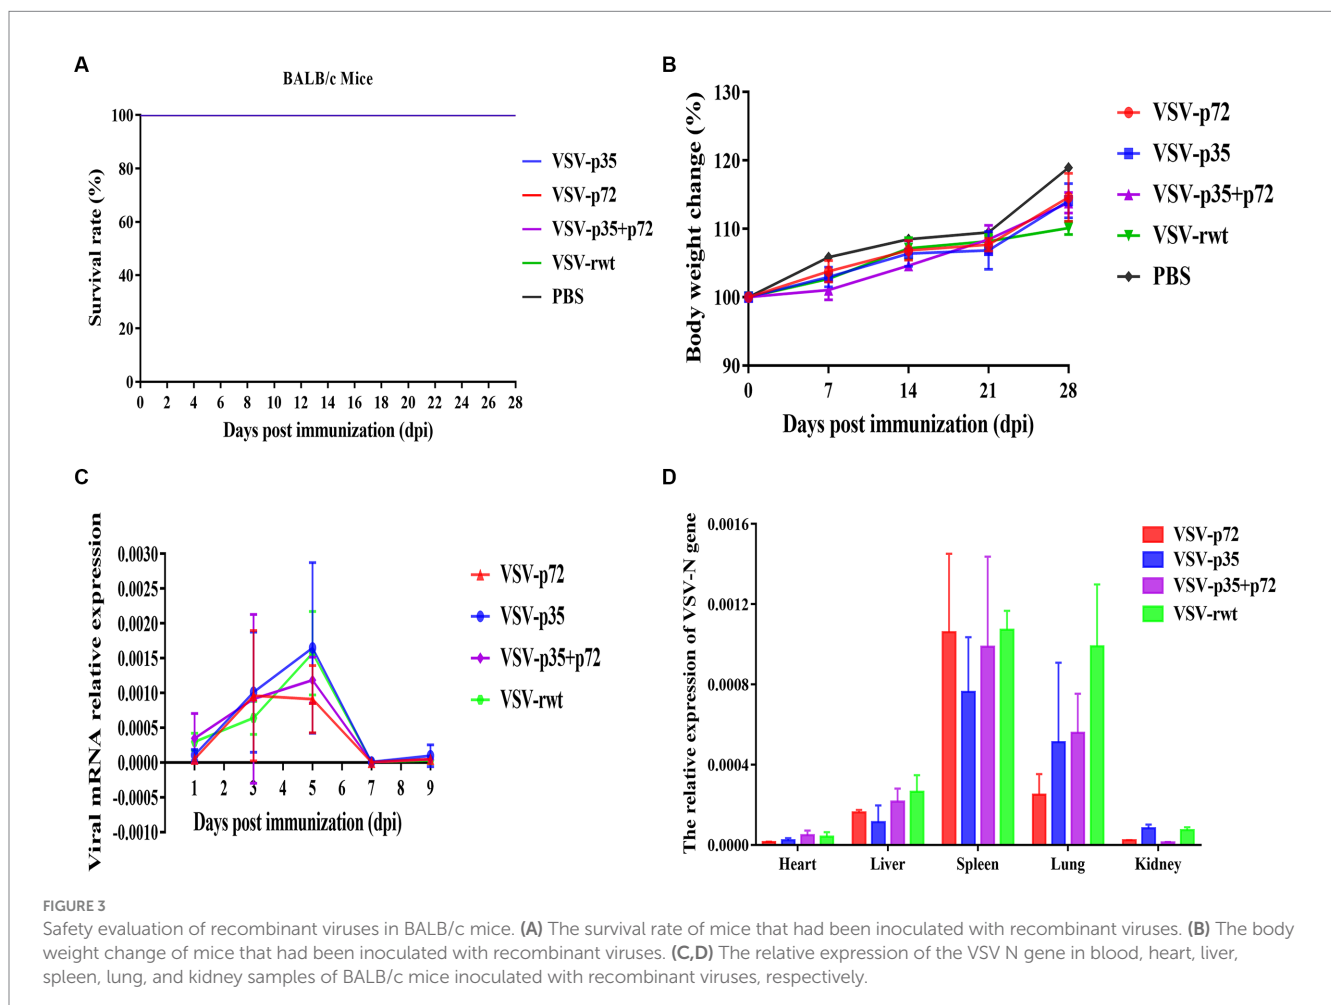 A
BALB/c Mice
Survival rate (%)
100
80
60
40
20
0
0 2 4 6 8 10 12 14 16 18 20 22 24 26 28
Days post immunization (dpi)
VSV-p35
VSV-p72
VSV-p35+p72
VSV-rwt
PBS
B
Body weight change (%)
130
120
110
100
90
0 7 14 21 28
Days post immunization (dpi)
VSV-p72
VSV-p35
VSV-p35+p72
VSV-rwt
PBS
C
Viral mRNA relative expression
0.0030
0.0025
0.0020
0.0015
0.0010
0.0005
0.0000
-0.0005
-0.0010
1 2 3 4 5 6 7 8 9
Days post immunization (dpi)
VSV-p72
VSV-p35
VSV-p35+p72
VSV-rwt
D
The relative expression of VSV-N gene
0.0016
0.0012
0.0008
0.0004
0.0000
Heart Liver Spleen Lung Kidney
VSV-p72
VSV-p35
VSV-p35+p72
VSV-rwt
FIGURE 3
Safety evaluation of recombinant viruses in BALB/c mice. (A) The survival rate of mice that had been inoculated with recombinant viruses. (B) The body
weight change of mice that had been inoculated with recombinant viruses. (C,D) The relative expression of the VSV N gene in blood, heart, liver,
spleen, lung, and kidney samples of BALB/c mice inoculated with recombinant viruses, respectively.